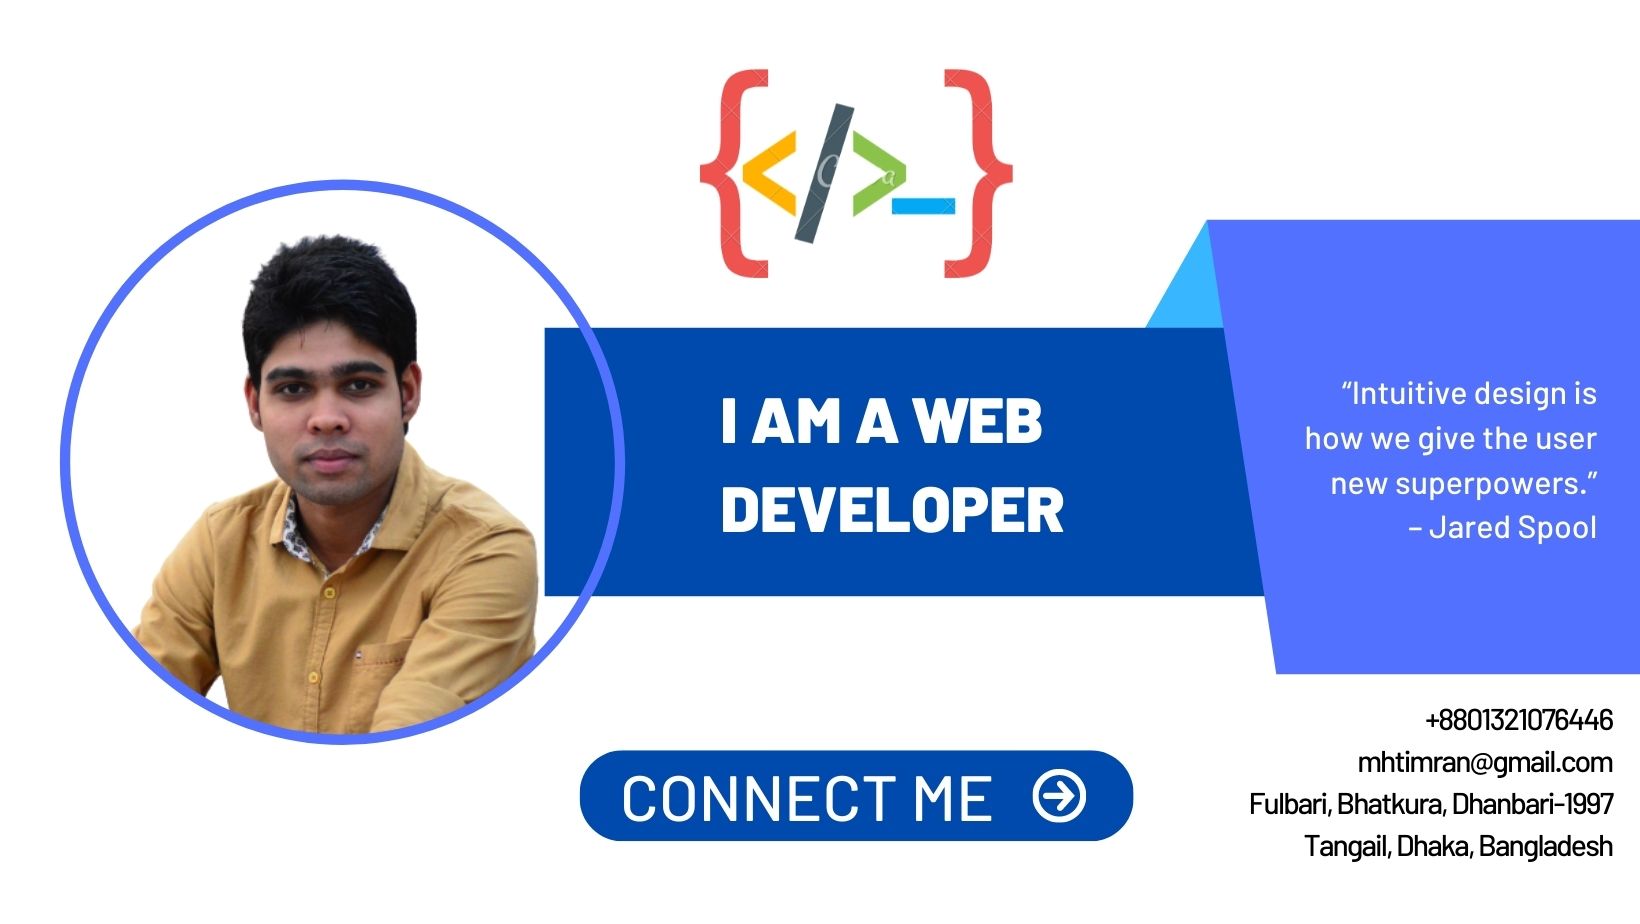 {</>_}
I AM A WEB
DEVELOPER
“Intuitive design is
how we give the user
new superpowers.”
– Jared Spool
CONNECT ME
+8801321076446
mhtimran@gmail.com
Fulbari, Bhatkura, Dhanbari-1997
Tangail, Dhaka, Bangladesh